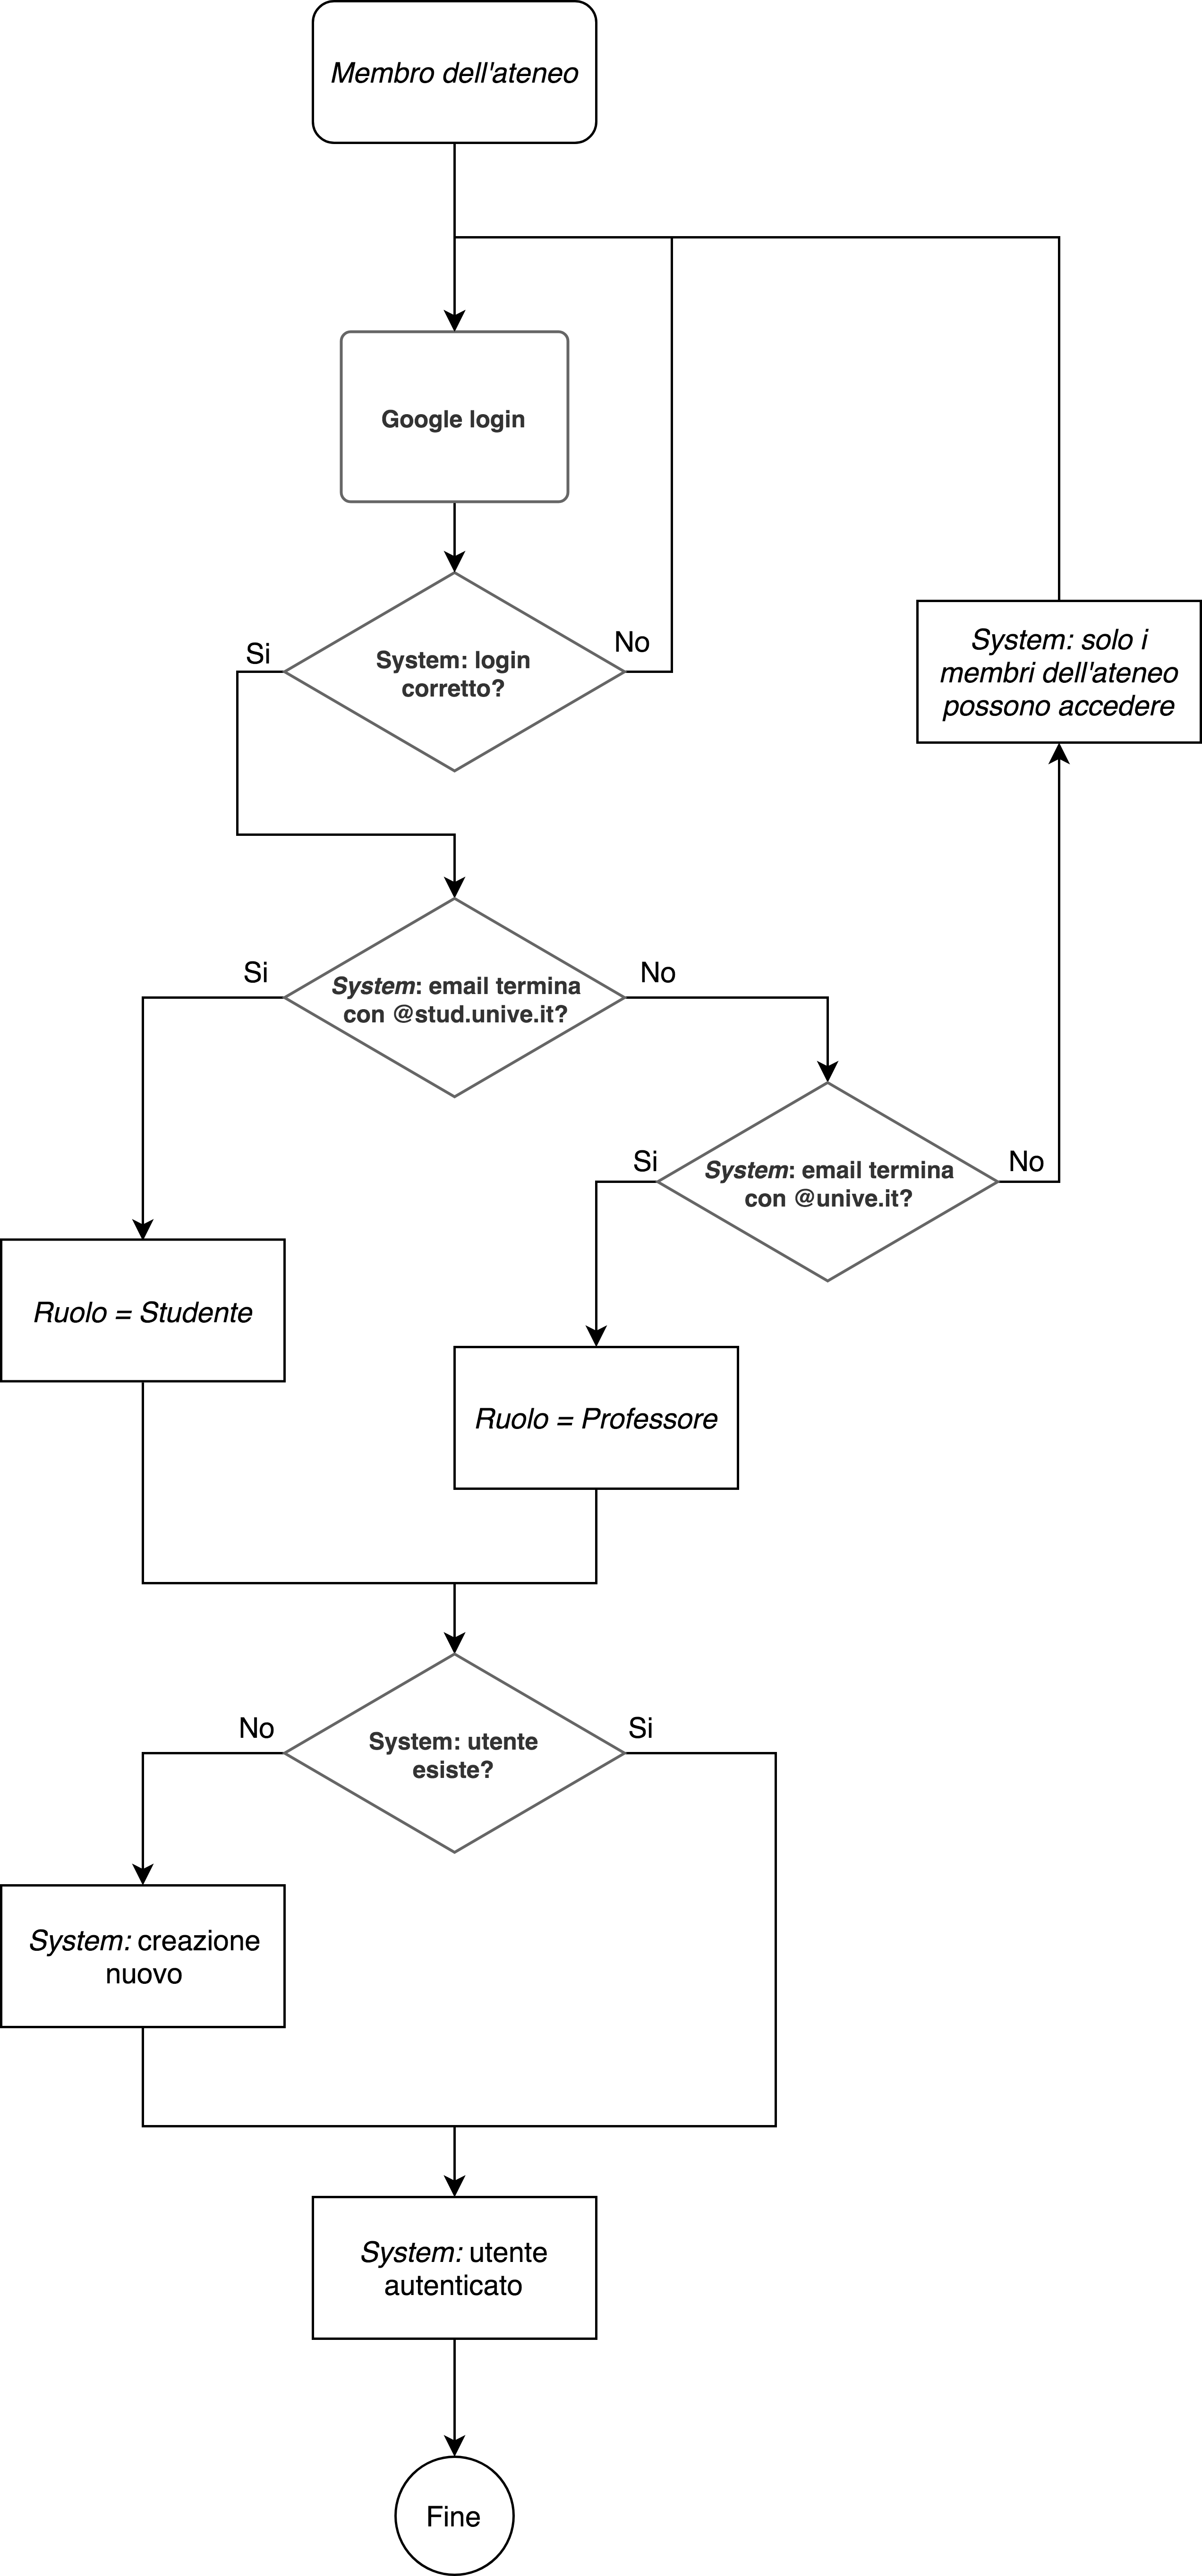 Membro dell'ateneo
Google login
System: login
corretto?
Si
No
System: solo i
membri dell'ateneo
possono accedere
System: email termina
con @stud.unive.it?
Si
No
System: email termina
con @unive.it?
Si
No
Ruolo = Studente
Ruolo = Professore
System: utente
esiste?
No
Si
System: creazione
nuovo
System: utente
autenticato
Fine